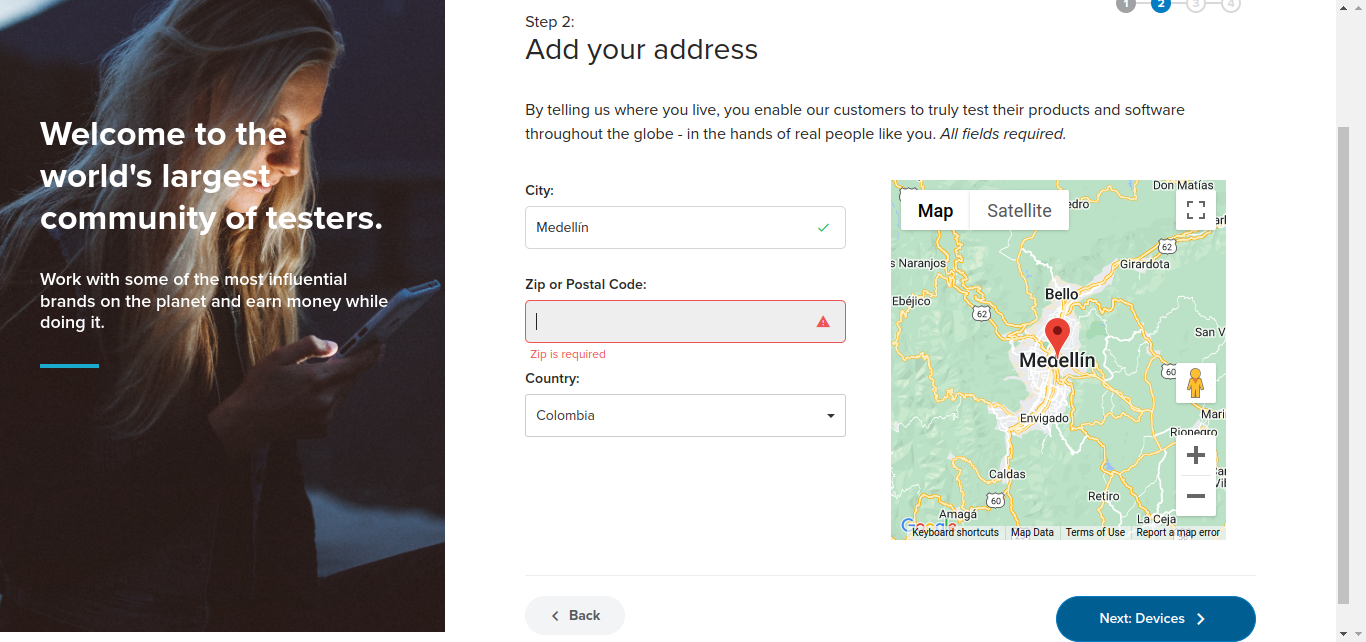 1 2 3 4
Step 2:
Add your address
Welcome to the
world's largest
community of testers.
Work with some of the most influential
brands on the planet and earn money while
doing it.
By telling us where you live, you enable our customers to truly test their products and software
throughout the globe - in the hands of real people like you. All fields required.
City:
Medellín
Zip or Postal Code:
Zip is required
Country:
Colombia
Map
Satellite
Don Matías
62
s Naranjos
Girardota
Ebéjico
62
Bello
San V
Medellín
60
Envigado
Mari
Rionegro
Caldas
60
Retiro
Amagá
La Ceja
Google
Keyboard shortcuts
Map Data
Terms of Use
Report a map error
Back
Next: Devices